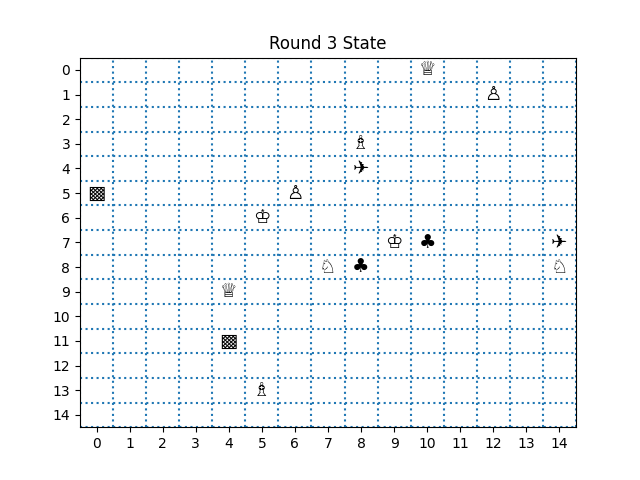 Round 3 State
0 ♕
1 ♙
2
3 ♗
4 ✈
5 ▩ ♙
6 ♔
7 ♔ ♣ ✈
8 ♘ ♣ ♘
9 ♕
10
11 ▩
12
13 ♗
14
0 1 2 3 4 5 6 7 8 9 10 11 12 13 14